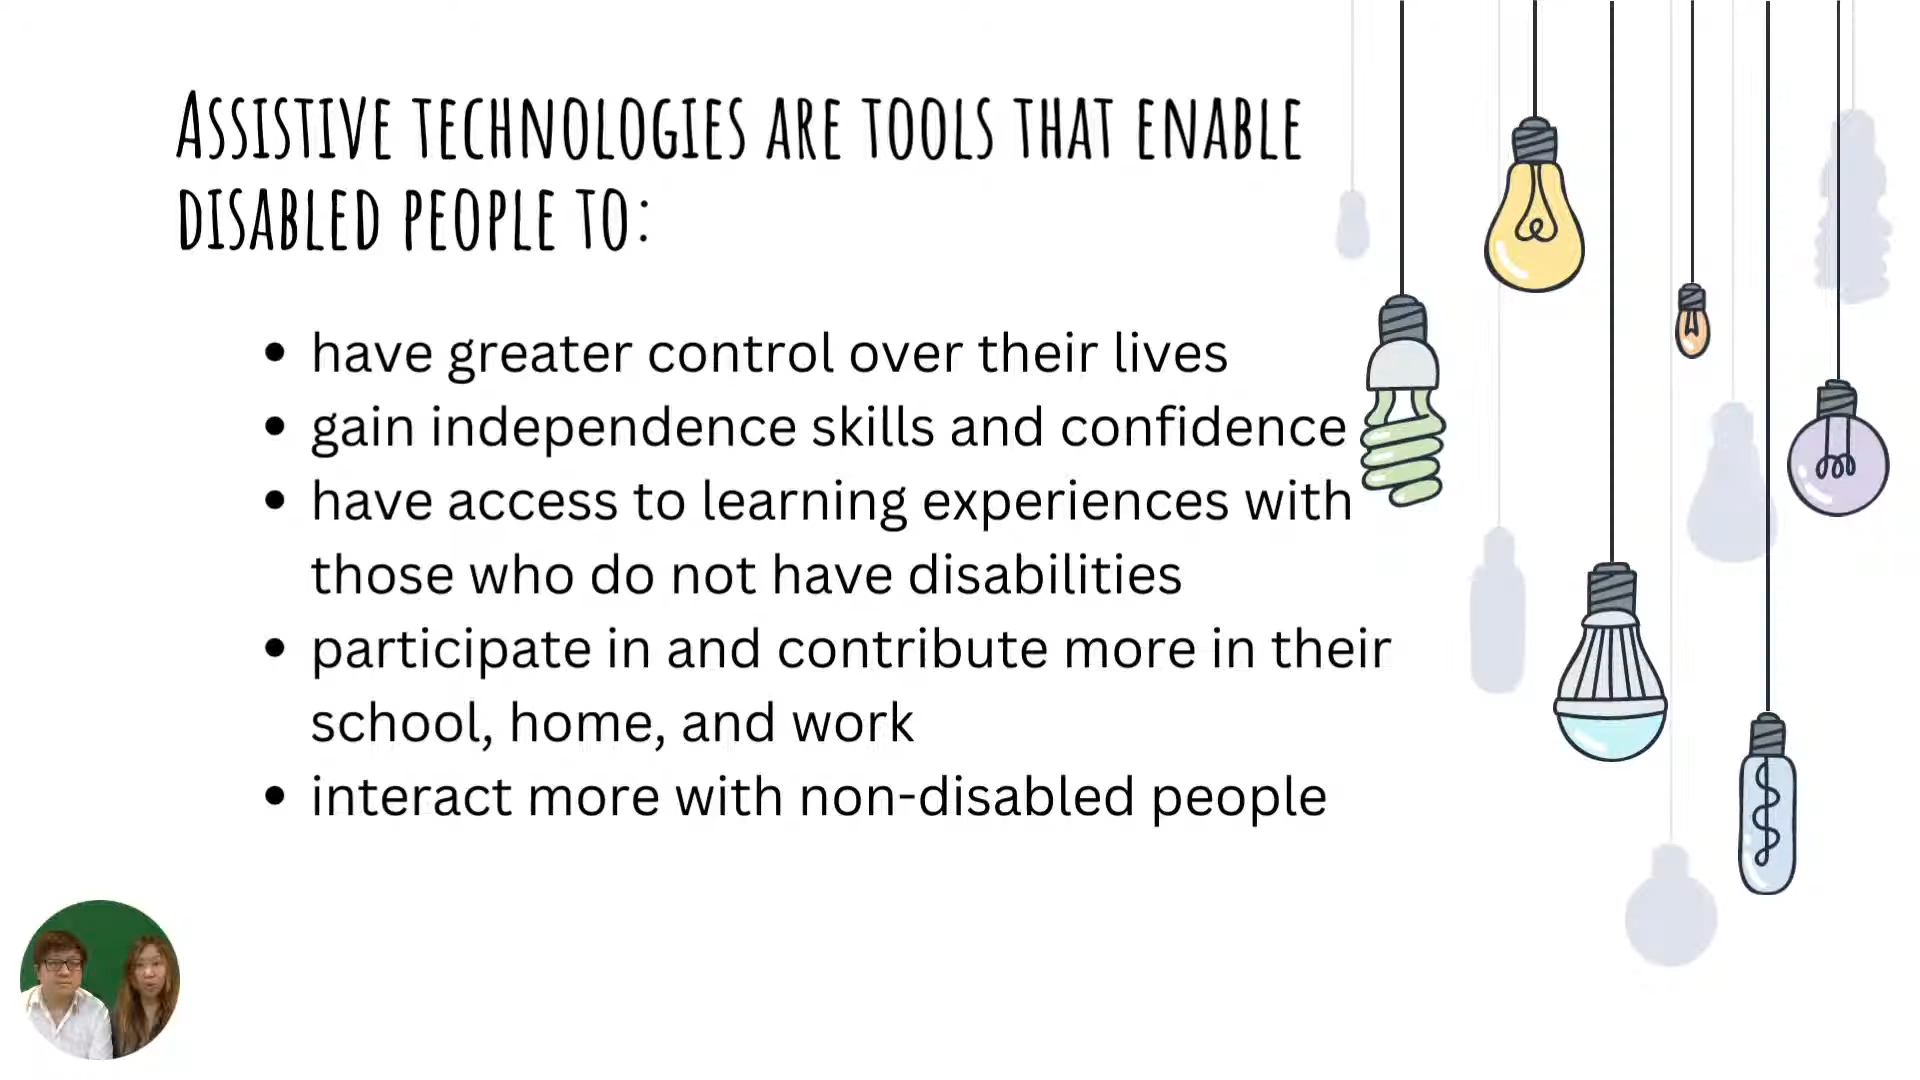 Assistive technologies are tools that enable
disabled people to:
• have greater control over their lives
• gain independence skills and confidence
• have access to learning experiences with
those who do not have disabilities
• participate in and contribute more in their
school, home, and work
• interact more with non-disabled people